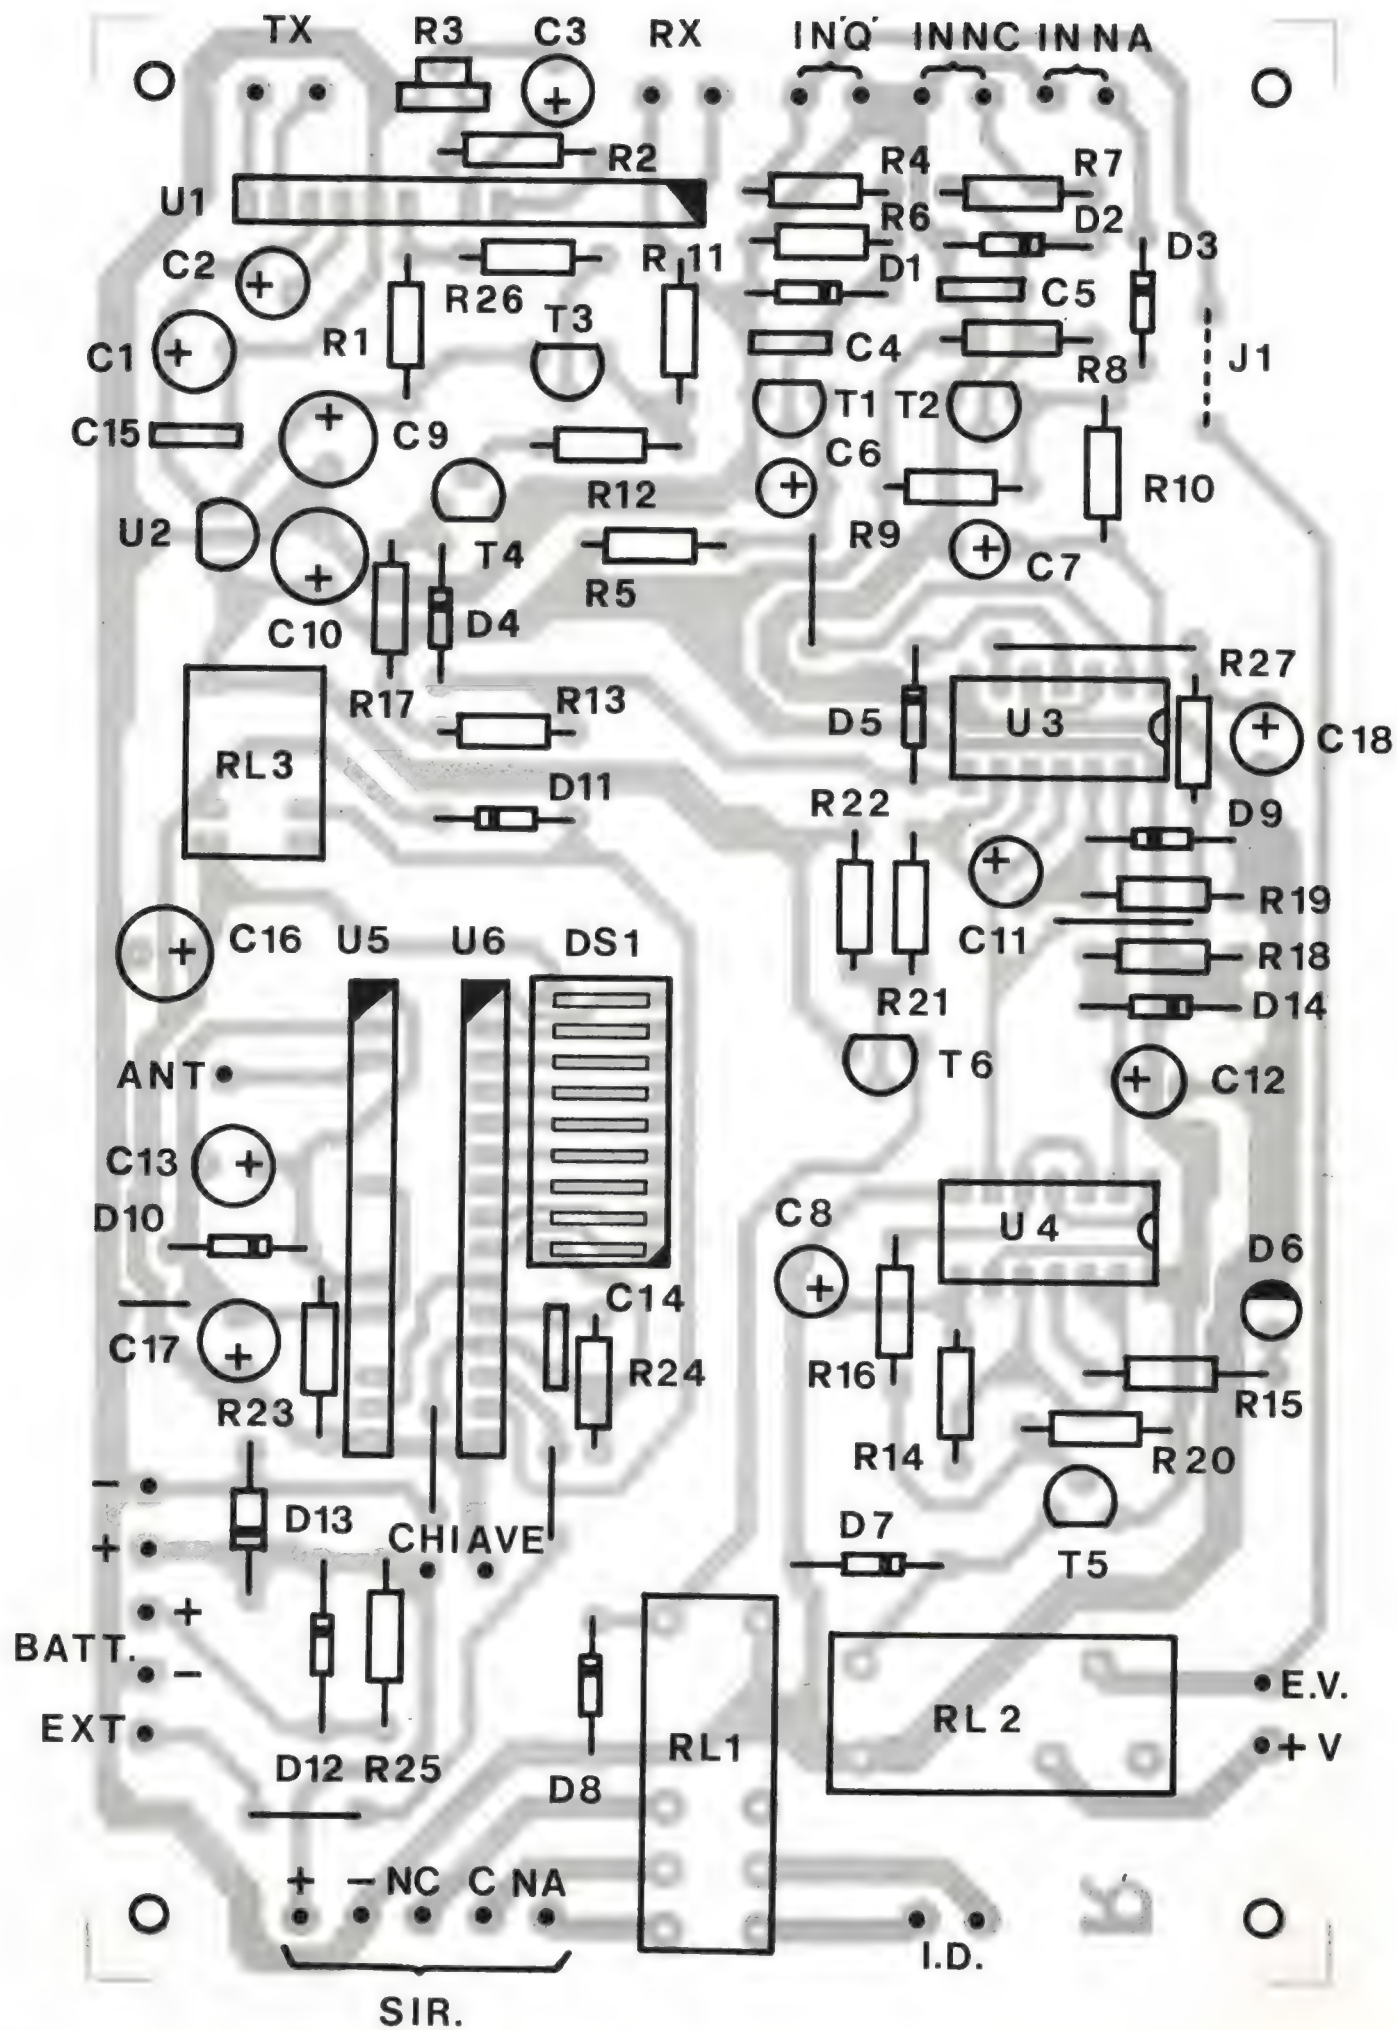 TX R3 C3 RX IN'Q' IN NC IN NA
R2 R4 R7
U1 R6 D2
C2 R11 D1 D3
R26 C5
C1 R1 T3 C4 R8 J1
C15 C9 T1 T2
C6
R12 R10
U2 T4 R9
R5 C7
C10 D4
R27
R17 R13 D5 U3 C18
RL3
D11 R22 D9
R19
C16 U5 U6 DS1 C11 R18
R21 D14
ANT T6 C12
C13
D10 C8 U4 D6
C14
C17 R24 R16
R23 R15
R14 R20
-
D13 D7
+ CHIAVE T5
+
BATT.
-
E.V.
EXT RL1 RL2
+V
D12 R25 D8
+ - NC C NA
I.D.
SIR.